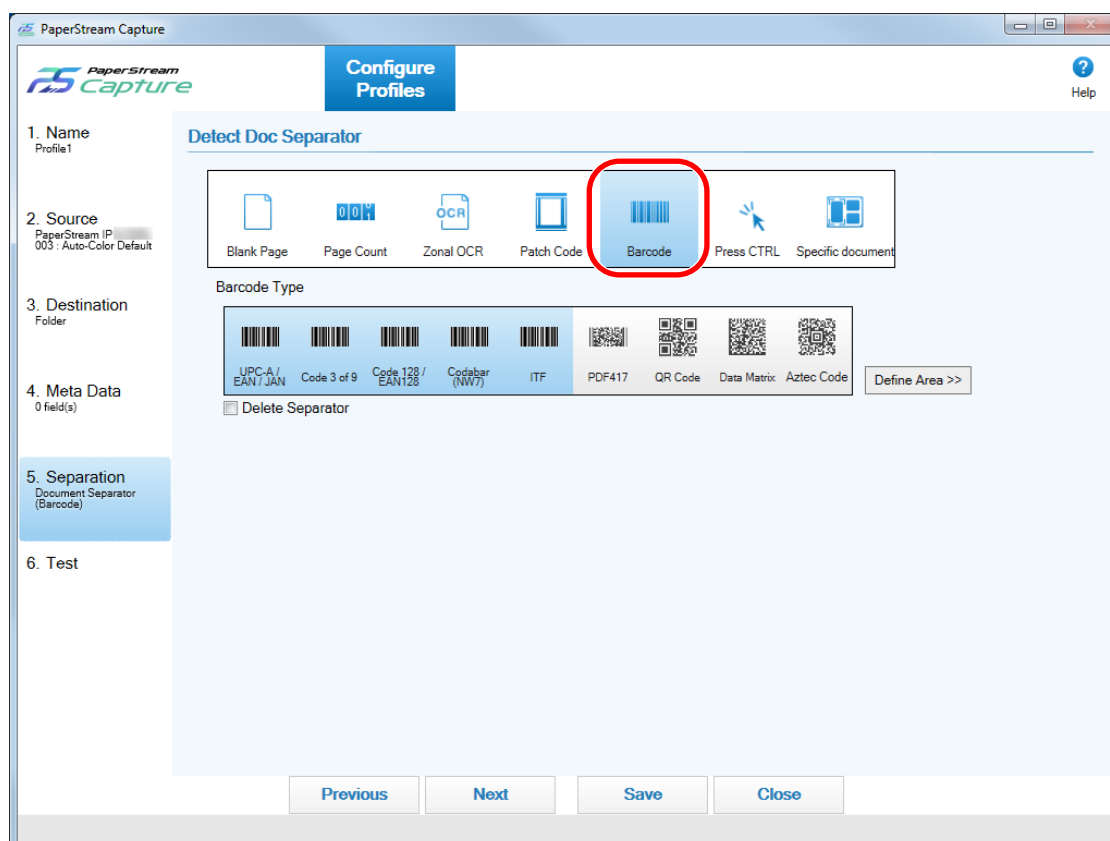 PaperStream Capture
PaperStream
Capture
Configure
Profiles
?
Help
1. Name
Profile1
2. Source
PaperStream IP
003 : Auto-Color Default
3. Destination
Folder
4. Meta Data
0 field(s)
5. Separation
Document Separator
(Barcode)
6. Test
Detect Doc Separator
OCR
Blank Page Page Count Zonal OCR Patch Code Barcode Press CTRL Specific document
Barcode Type
UPC-A /
EAN / JAN
Code 3 of 9
Code 128 /
EAN128
Codabar
(NW7)
ITF
PDF417
QR Code
Data Matrix
Aztec Code
Define Area >>
Delete Separator
Previous Next Save Close